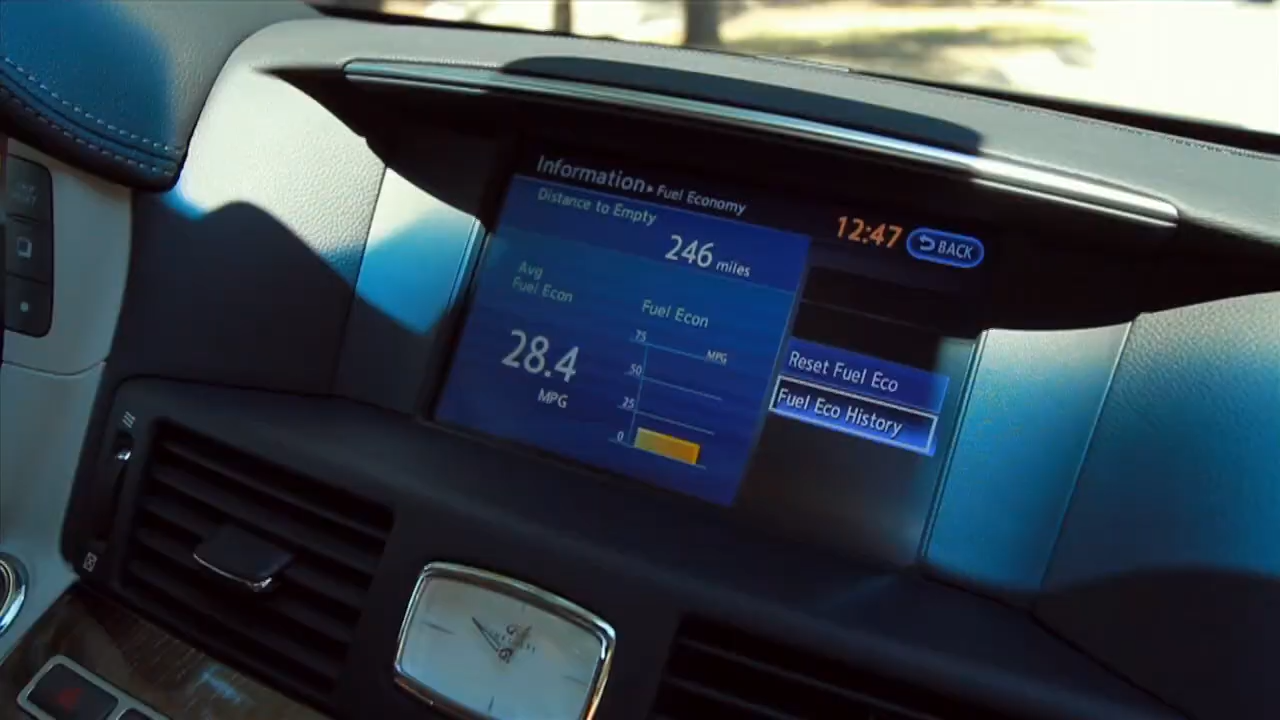 Information▸Fuel Economy
12:47
BACK
Distance to Empty
246 miles
Avg
Fuel Econ
28.4
MPG
Fuel Econ
75
MPG
50
25
0
Reset Fuel Eco
Fuel Eco History